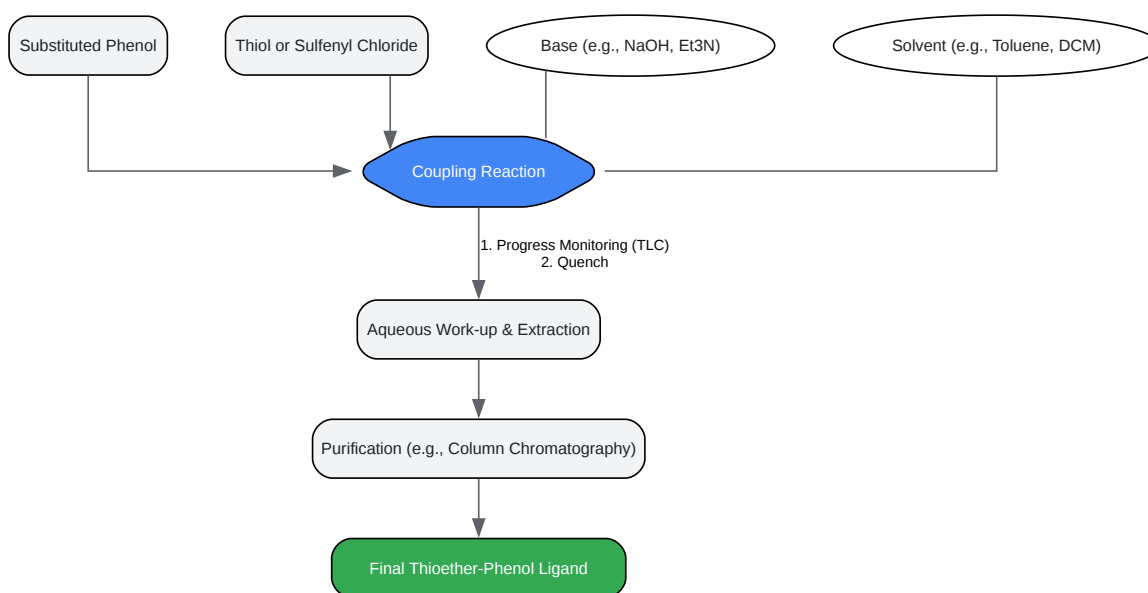 Substituted Phenol
Thiol or Sulfenyl Chloride
Base (e.g., NaOH, Et3N)
Solvent (e.g., Toluene, DCM)
Coupling Reaction
1. Progress Monitoring (TLC)
2. Quench
Aqueous Work-up & Extraction
Purification (e.g., Column Chromatography)
Final Thioether-Phenol Ligand